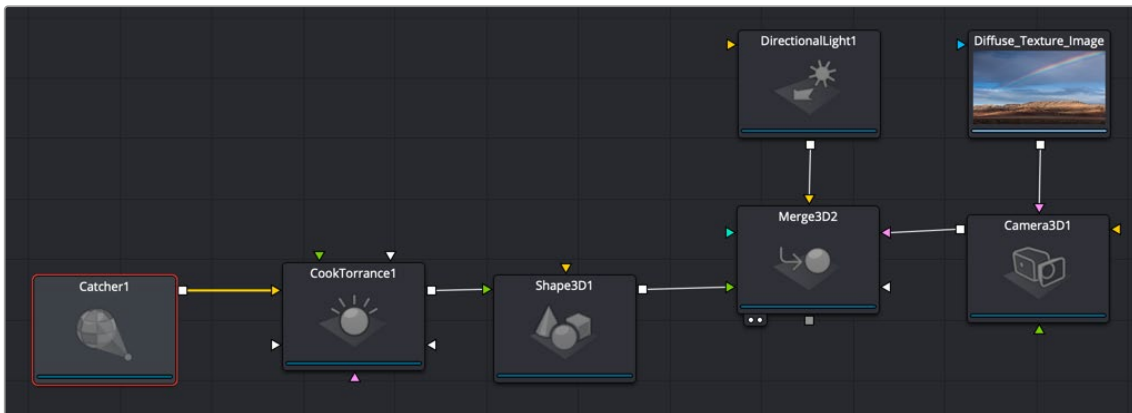 DirectionalLight1
Diffuse_Texture_Image
Merge3D2
Camera3D1
CookTorrance1
Catcher1
Shape3D1